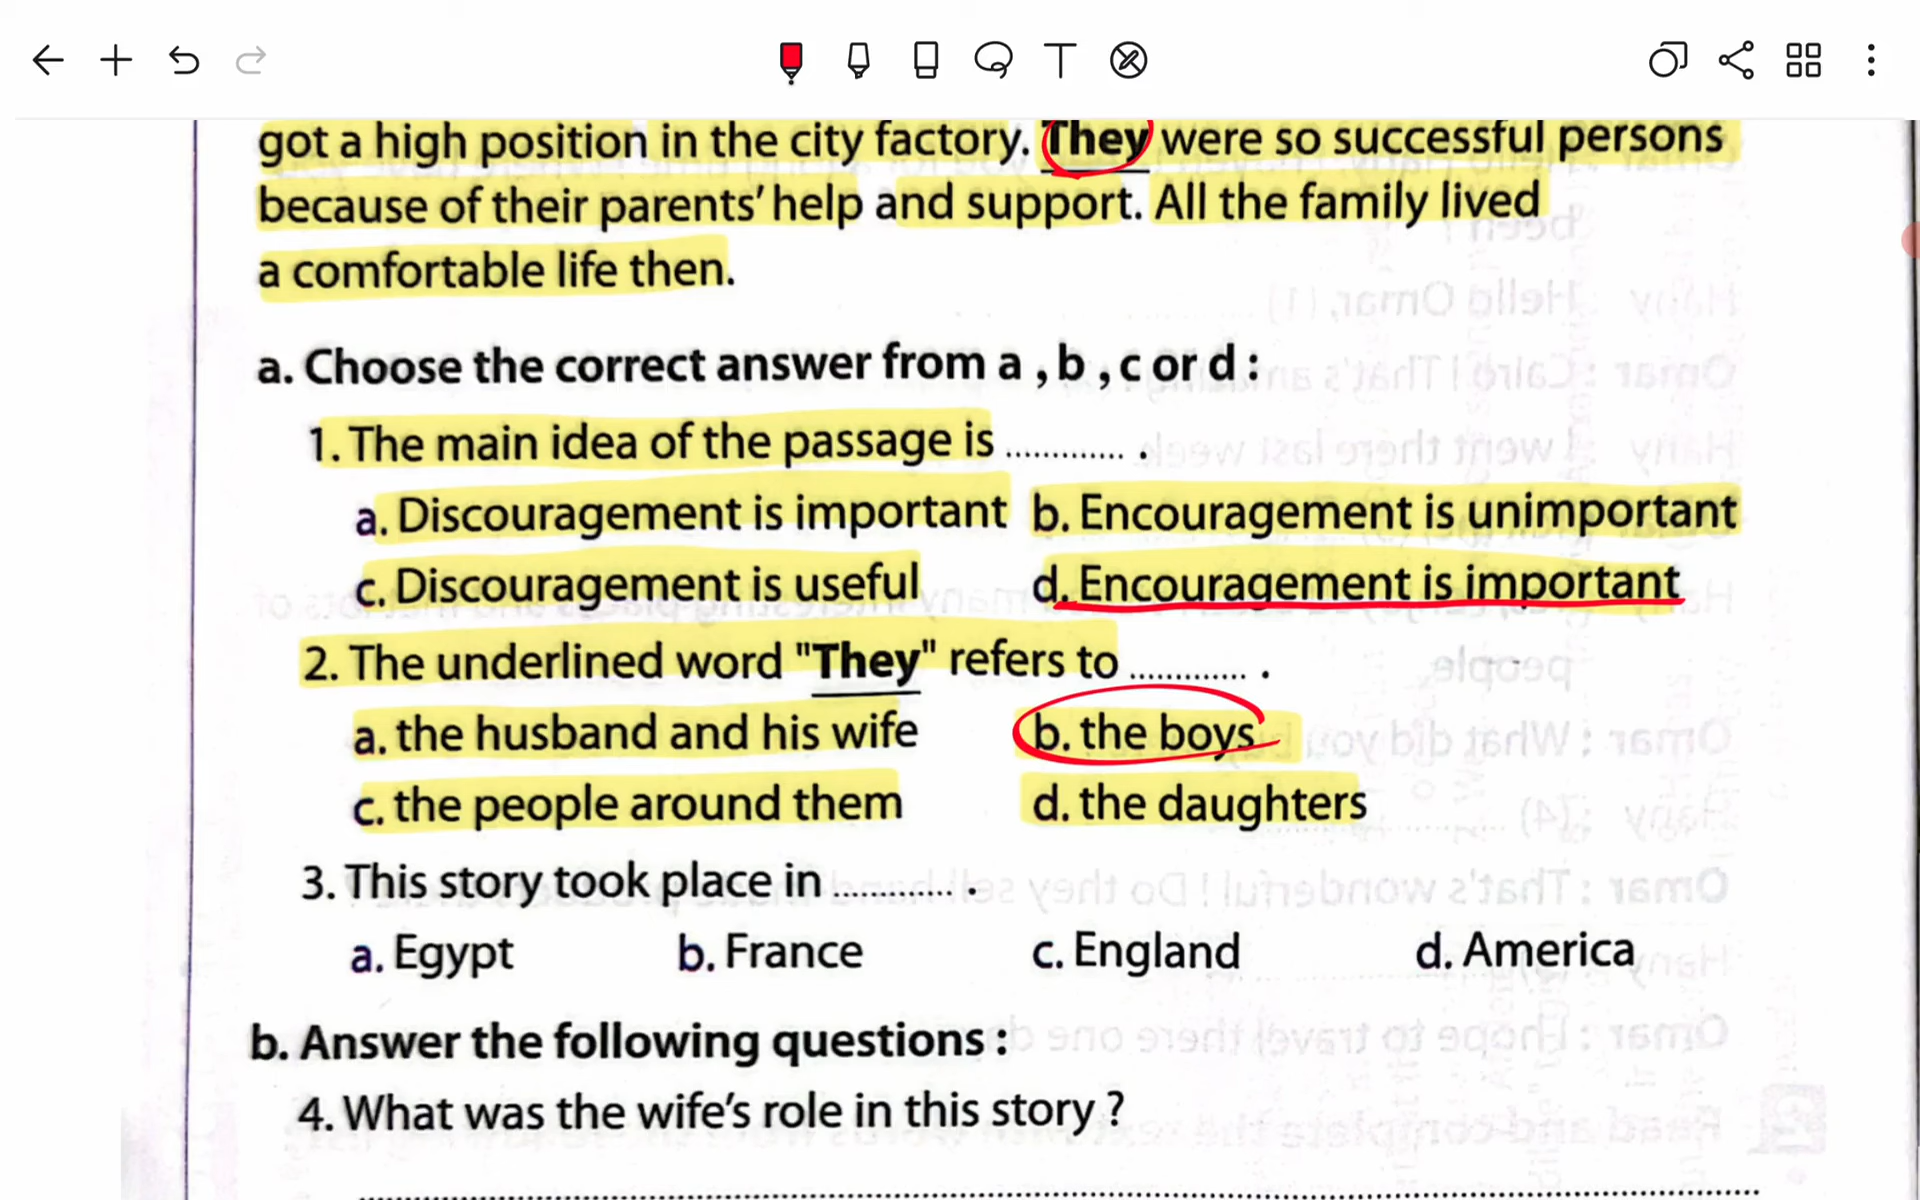 got a high position in the city factory. They were so successful persons
because of their parents' help and support. All the family lived
a comfortable life then.
a. Choose the correct answer from a , b , c or d :
1. The main idea of the passage is ............. .
a. Discouragement is important b. Encouragement is unimportant
c. Discouragement is useful d. Encouragement is important
2. The underlined word "They" refers to ............. .
a. the husband and his wife b. the boys
c. the people around them d. the daughters
3. This story took place in ............. .
a. Egypt b. France c. England d. America
b. Answer the following questions :
4. What was the wife's role in this story ?